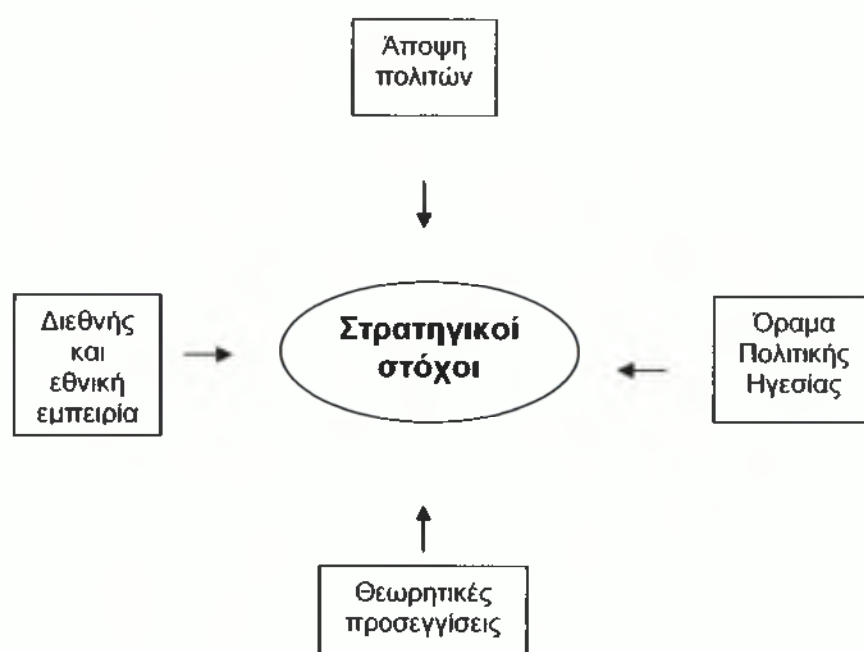 Άποψη
πολιτών
Διεθνής
και
εθνική
εμπειρία
Στρατηγικοί
στόχοι
Όραμα
Πολιτικής
Ηγεσίας
Θεωρητικές
προσεγγίσεις